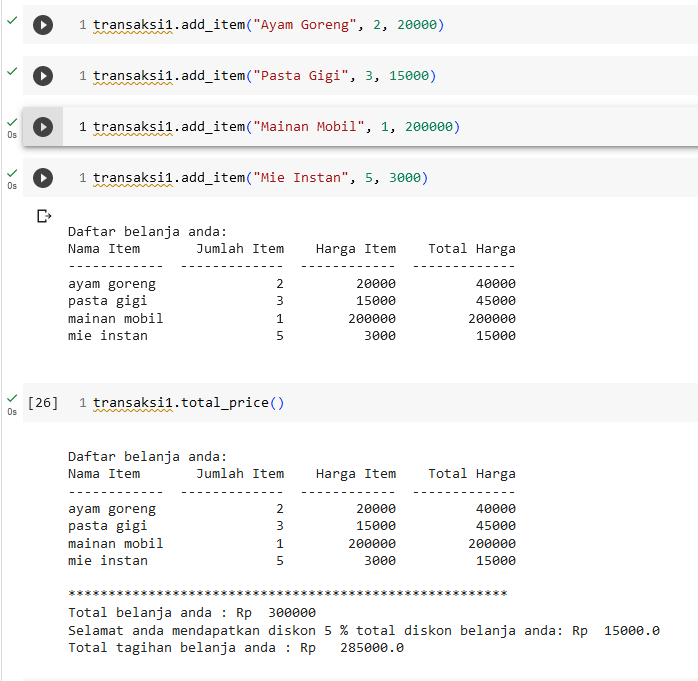 1 transaksi1.add_item("Ayam Goreng", 2, 20000)
1 transaksi1.add_item("Pasta Gigi", 3, 15000)
0s 1 transaksi1.add_item("Mainan Mobil", 1, 200000)
0s 1 transaksi1.add_item("Mie Instan", 5, 3000)
Daftar belanja anda:
Nama Item       Jumlah Item    Harga Item    Total Harga
------------  -------------  ------------  -------------
ayam goreng               2         20000          40000
pasta gigi                3         15000          45000
mainan mobil              1        200000         200000
mie instan                5          3000          15000
0s [26] 1 transaksi1.total_price()
Daftar belanja anda:
Nama Item       Jumlah Item    Harga Item    Total Harga
------------  -------------  ------------  -------------
ayam goreng               2         20000          40000
pasta gigi                3         15000          45000
mainan mobil              1        200000         200000
mie instan                5          3000          15000
*******************************************************
Total belanja anda : Rp  300000
Selamat anda mendapatkan diskon 5 % total diskon belanja anda: Rp  15000.0
Total tagihan belanja anda : Rp   285000.0